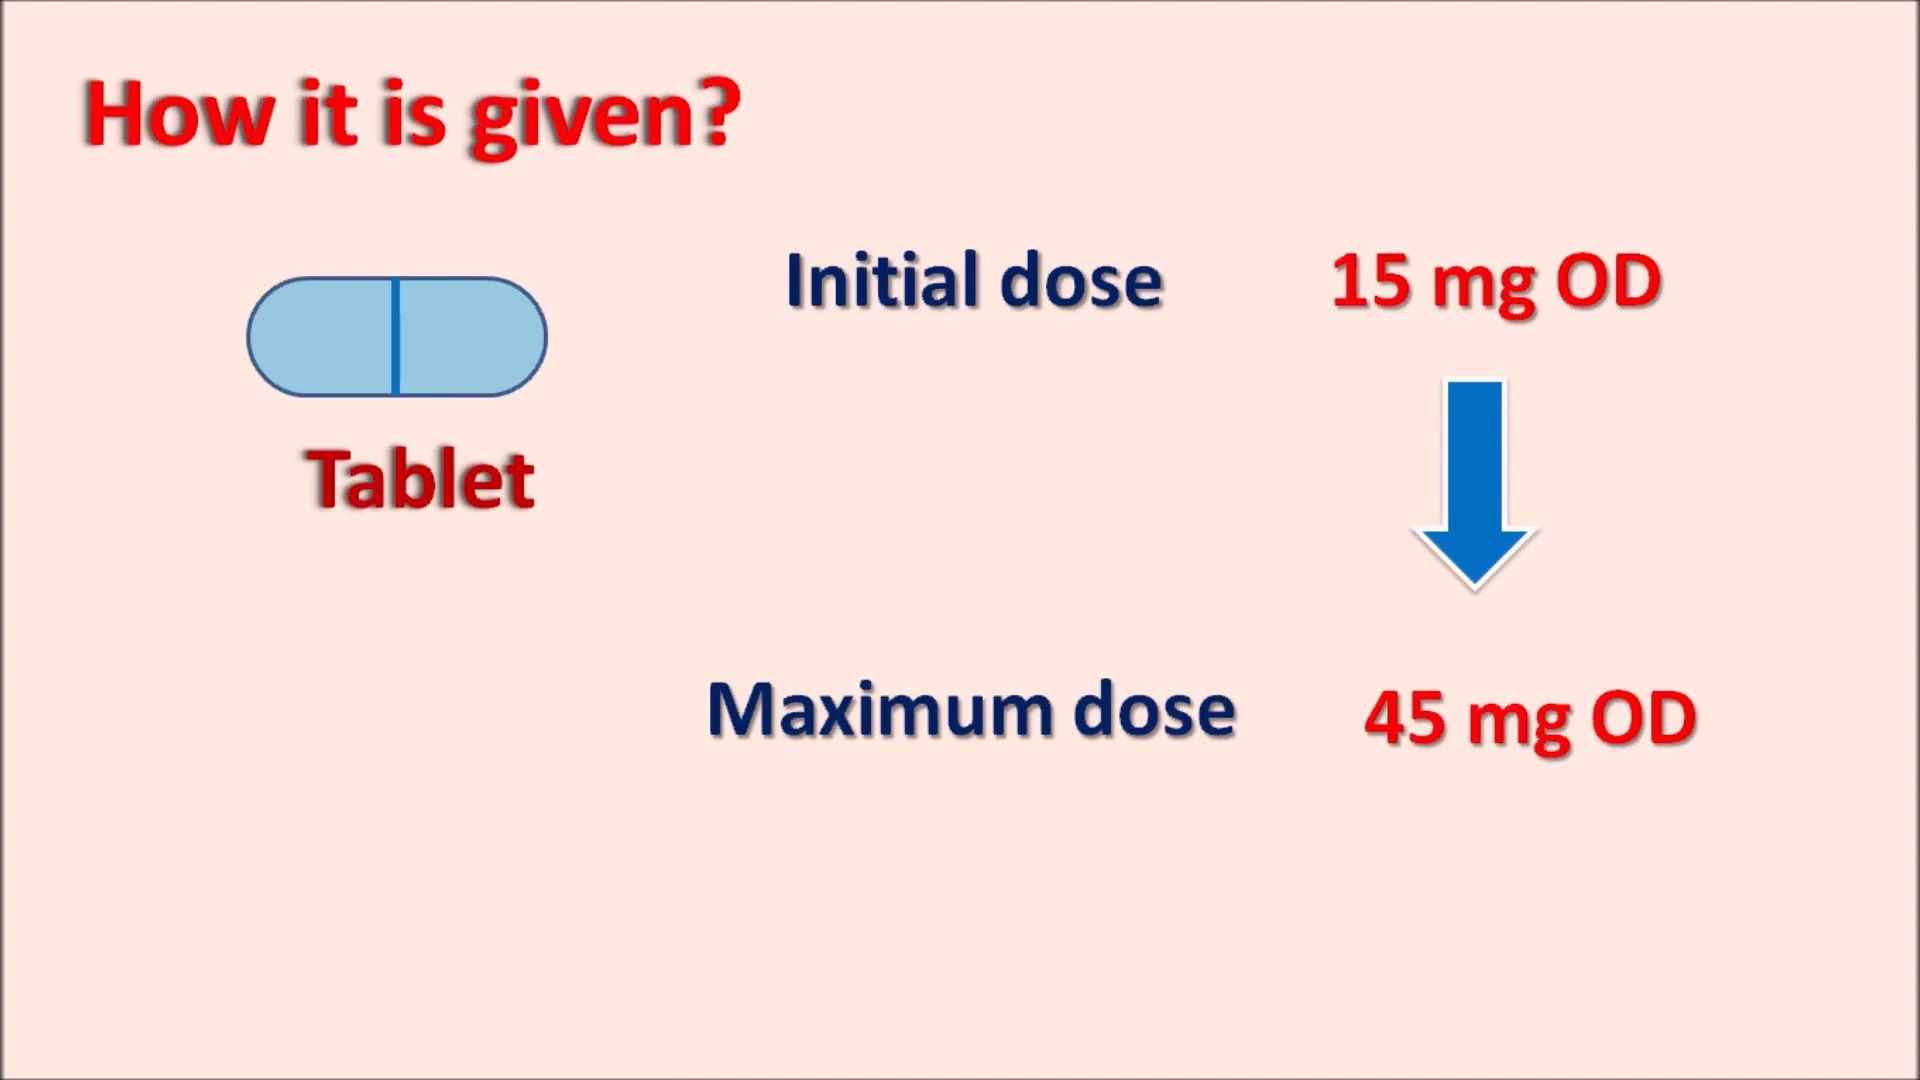 How it is given?
Initial dose 15 mg OD
Tablet
Maximum dose 45 mg OD